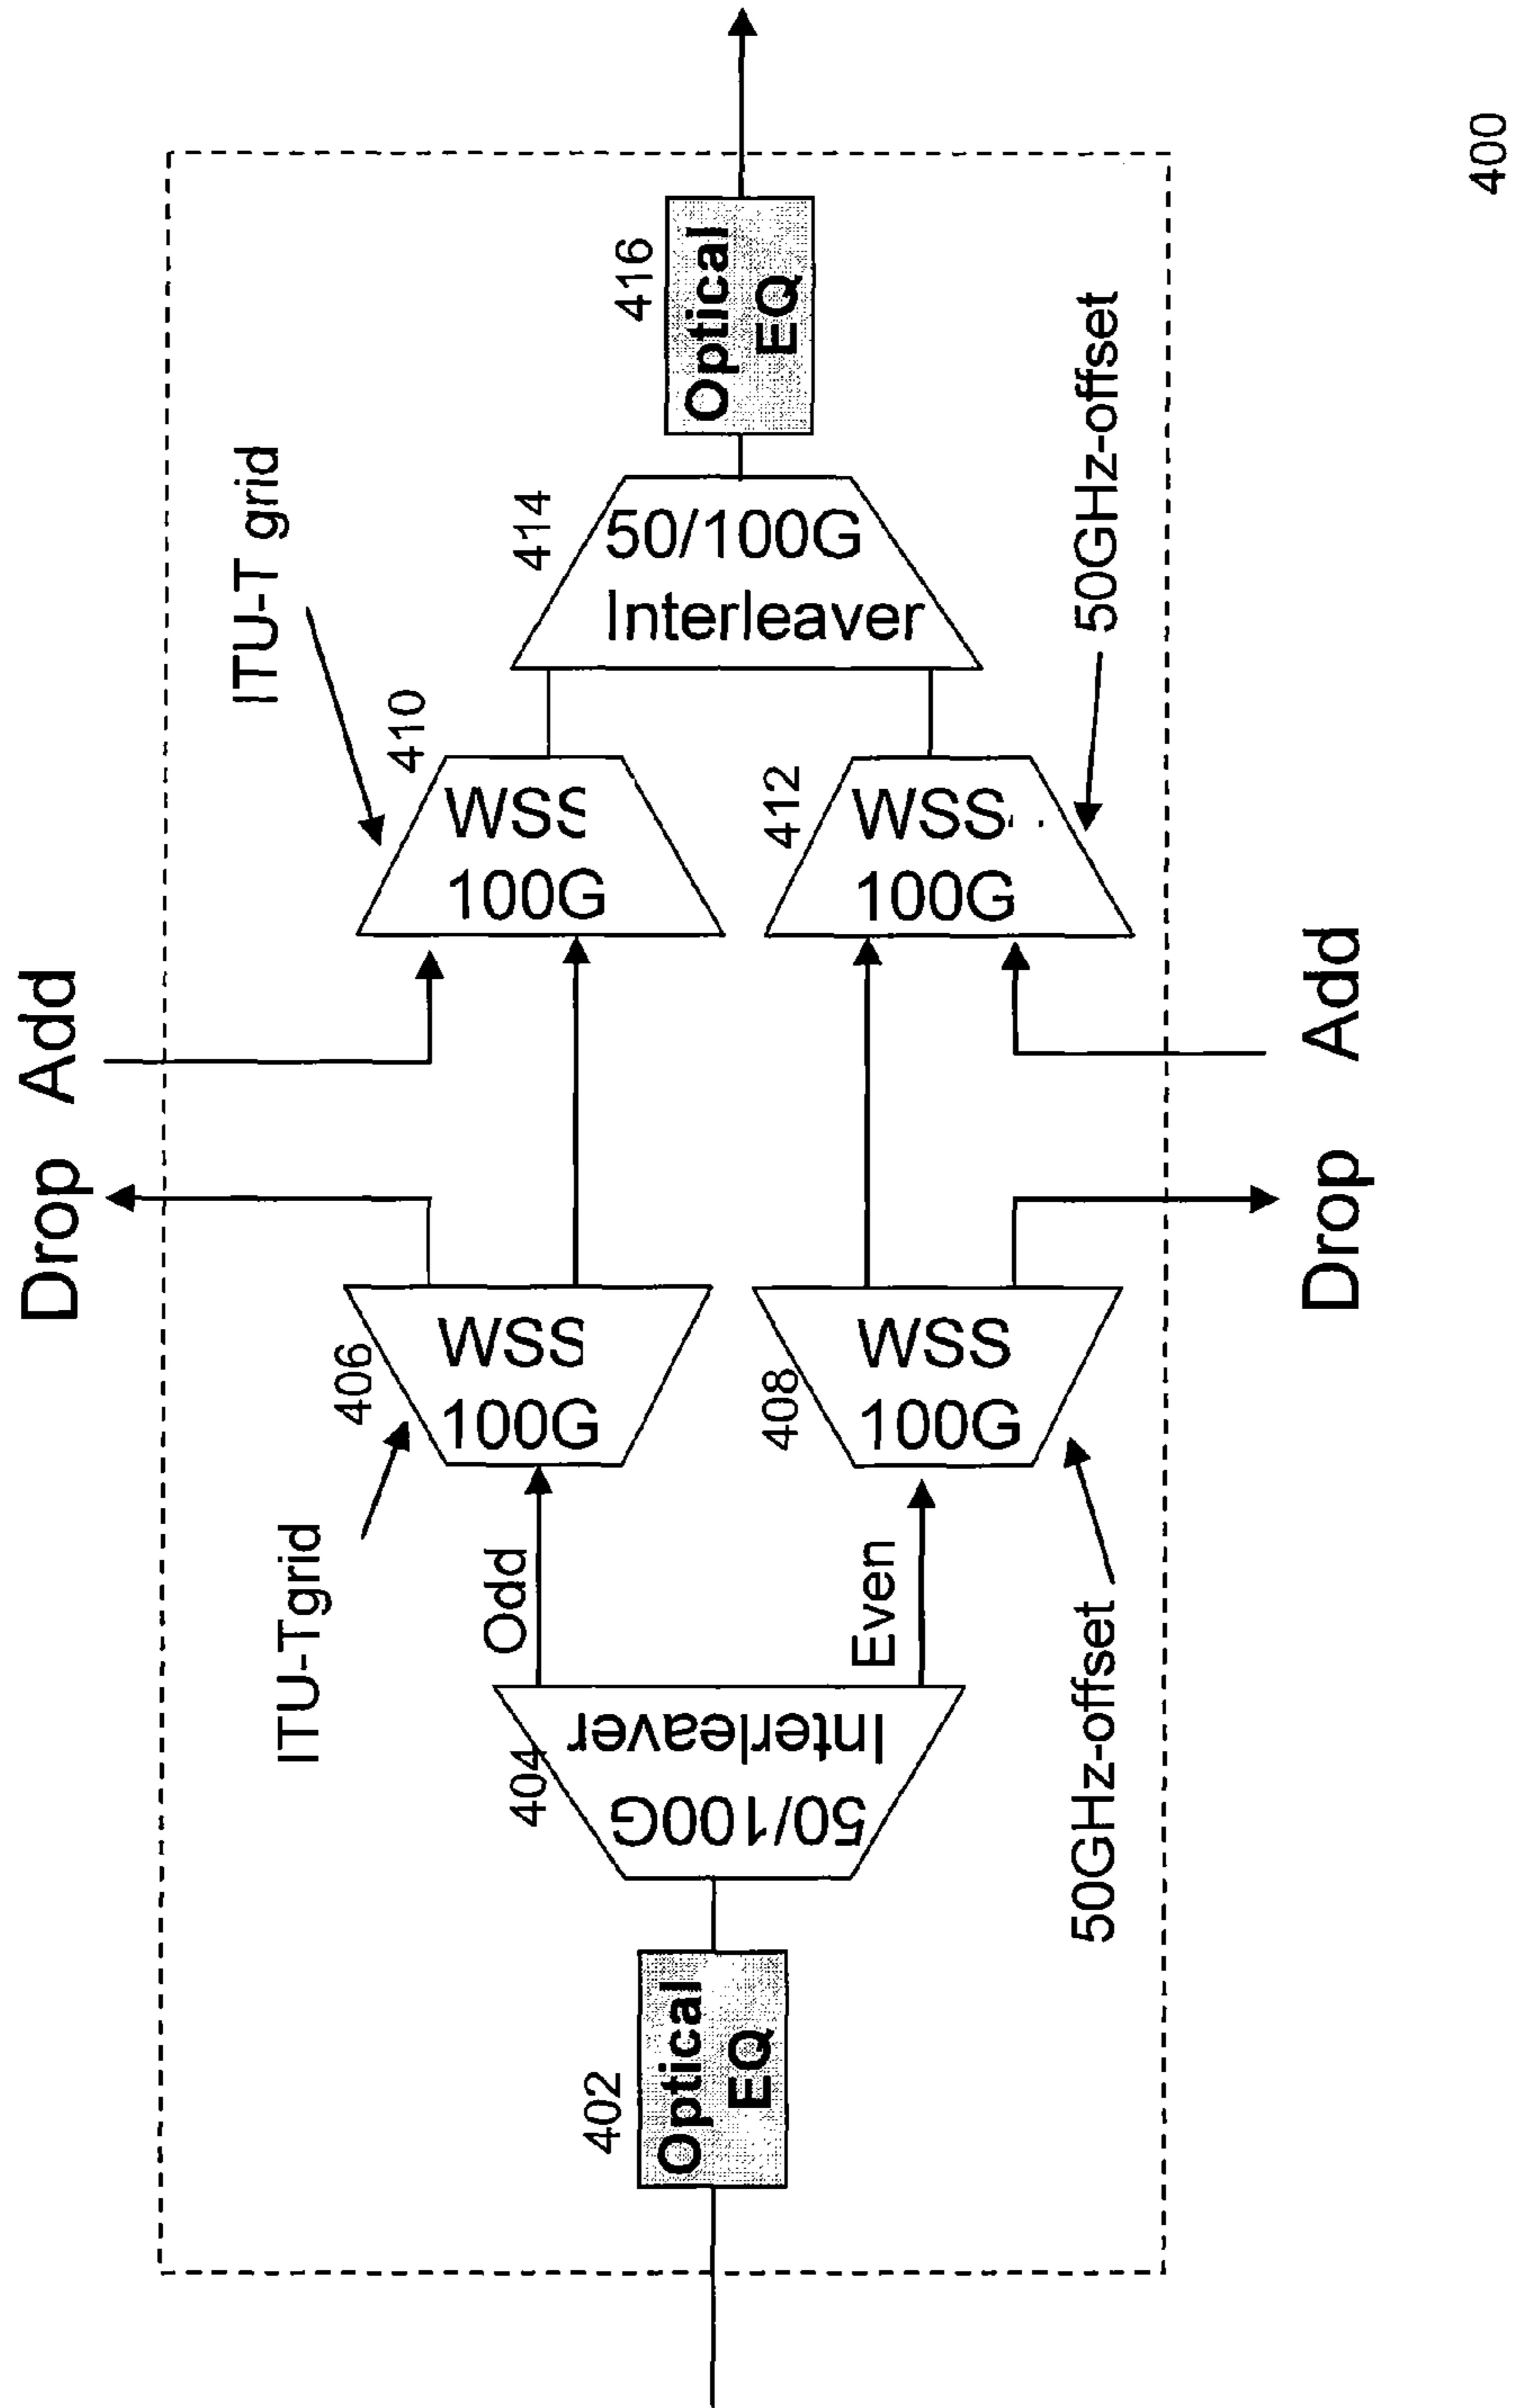 Drop Add
ITU-T grid
ITU-T grid
406
WSS
100G
410
WSS
100G
Odd
404
50/100G
Interleaver
414
50/100G
Interleaver
402
Optical
EQ
416
Optical
EQ
Even
408
WSS
100G
412
WSS
100G
50GHz-offset
50GHz-offset
Drop Add
400